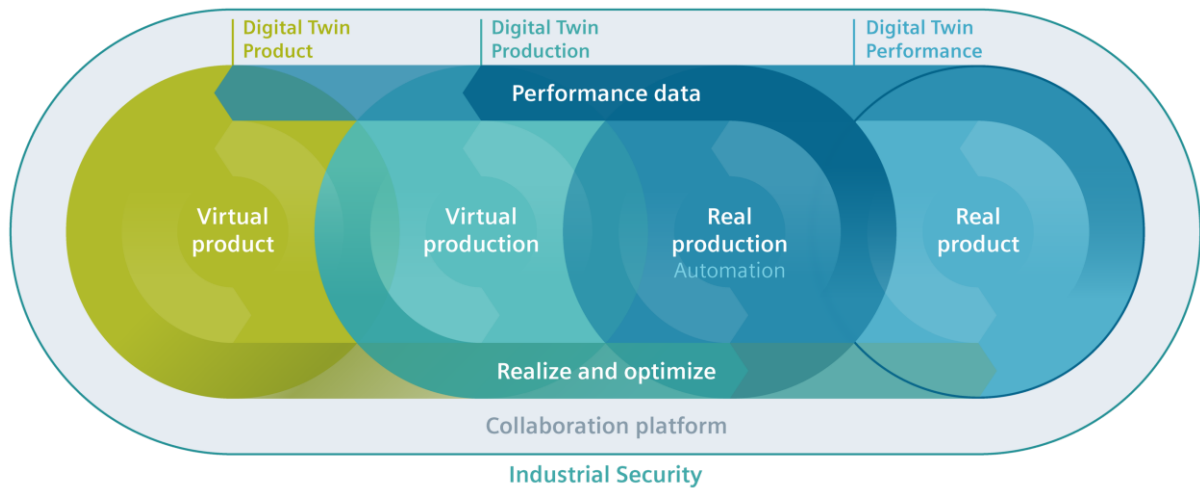 Digital Twin
Product
Digital Twin
Production
Digital Twin
Performance
Performance data
Virtual
product
Virtual
production
Real
production
Automation
Real
product
Realize and optimize
Collaboration platform
Industrial Security